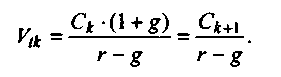 V_{tk} = \frac{C_k \cdot (1 + g)}{r - g} = \frac{C_{k+1}}{r - g}.